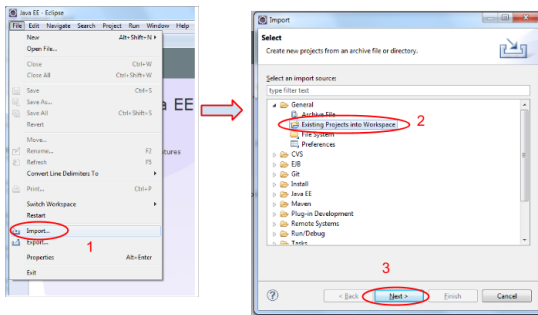 Java EE - Eclipse
File Edit Navigate Search Project Run Window Help
New Alt+Shift+N
Open File...
Close Ctrl+W
Close All Ctrl+Shift+W
Save Ctrl+S
Save As...
Save All Ctrl+Shift+S
Revert
Move...
Rename... F2
Refresh F5
Convert Line Delimiters To
Print... Ctrl+P
Switch Workspace
Restart
Import...
1
Export...
Properties Alt+Enter
Exit
EE
tures
Import
Select
Create new projects from an archive file or directory.
Select an import source:
type filter text
General
Archive File
Existing Projects into Workspace
2
File System
Preferences
CVS
EJB
Git
Install
Java EE
Maven
Plug-in Development
Remote Systems
Run/Debug
Tasks
3
?
< Back Next > Finish Cancel